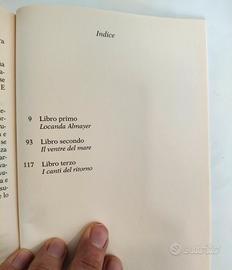 Indice
9 Libro primo
Locanda Almayer
93 Libro secondo
Il ventre del mare
117 Libro terzo
I canti del ritorno
subito